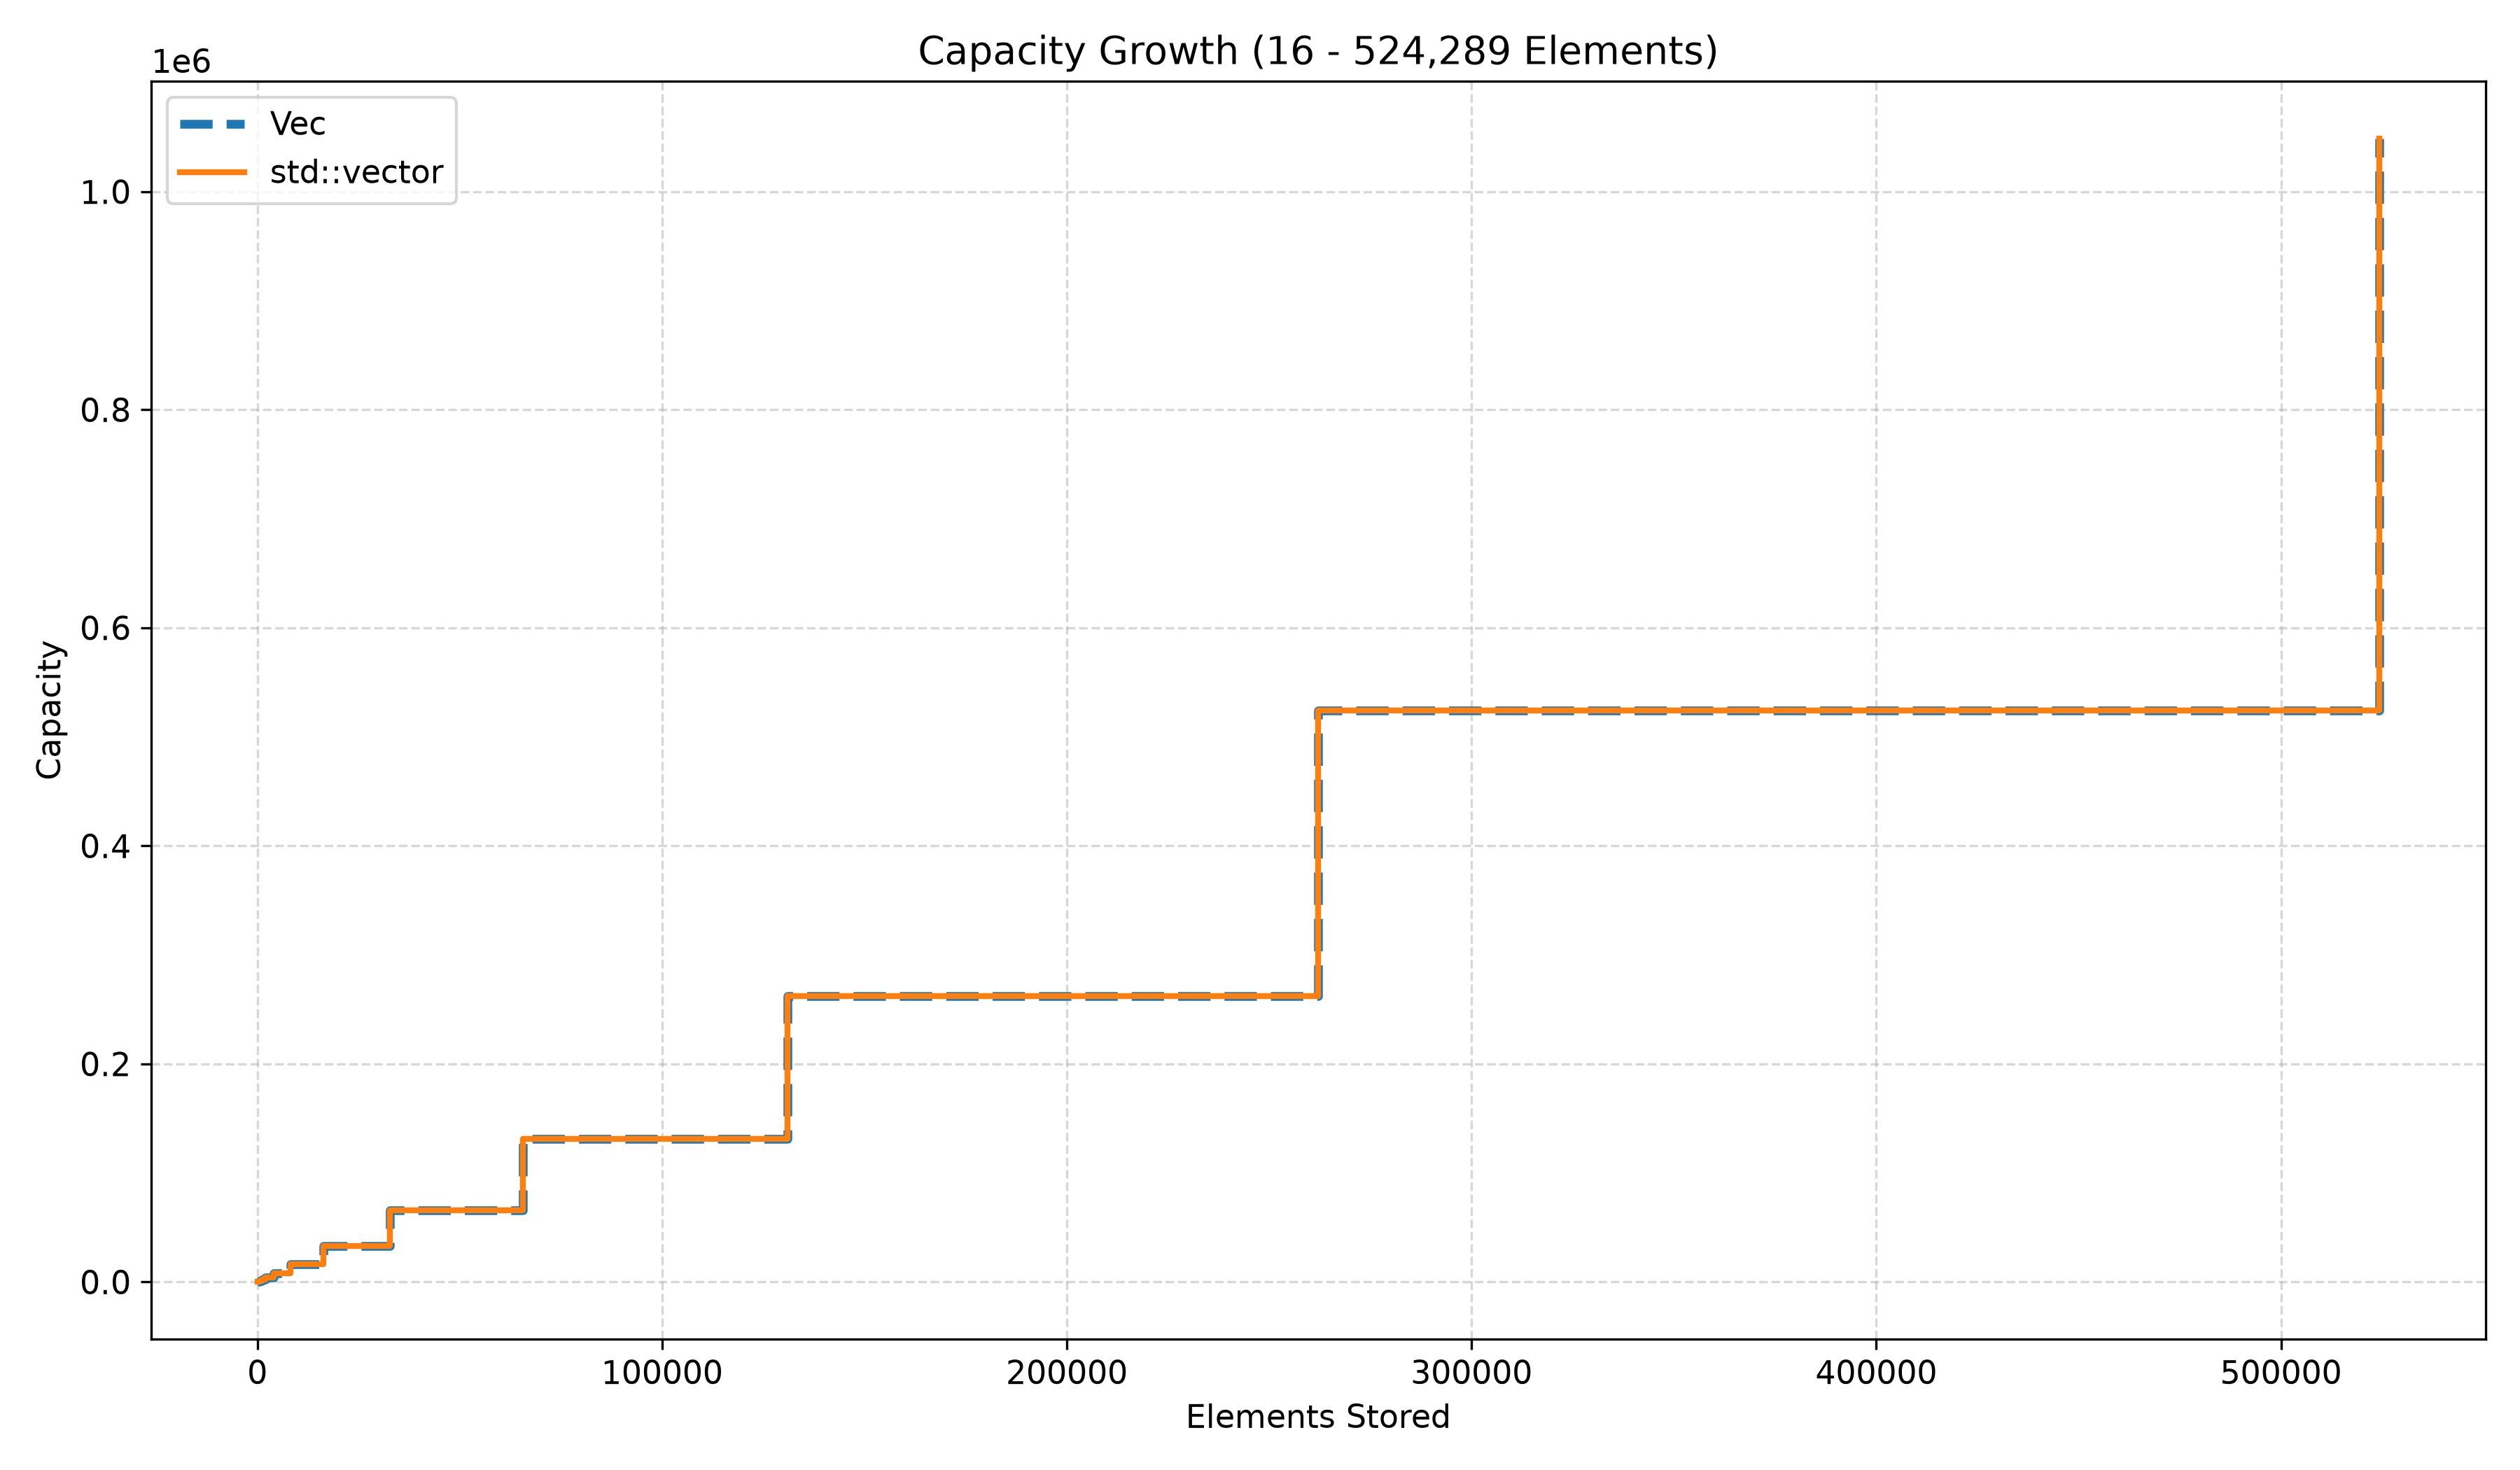 Capacity Growth (16 - 524,289 Elements)
1e6
Vec
std::vector
1.0
0.8
0.6
0.4
0.2
0.0
Capacity
0 100000 200000 300000 400000 500000
Elements Stored